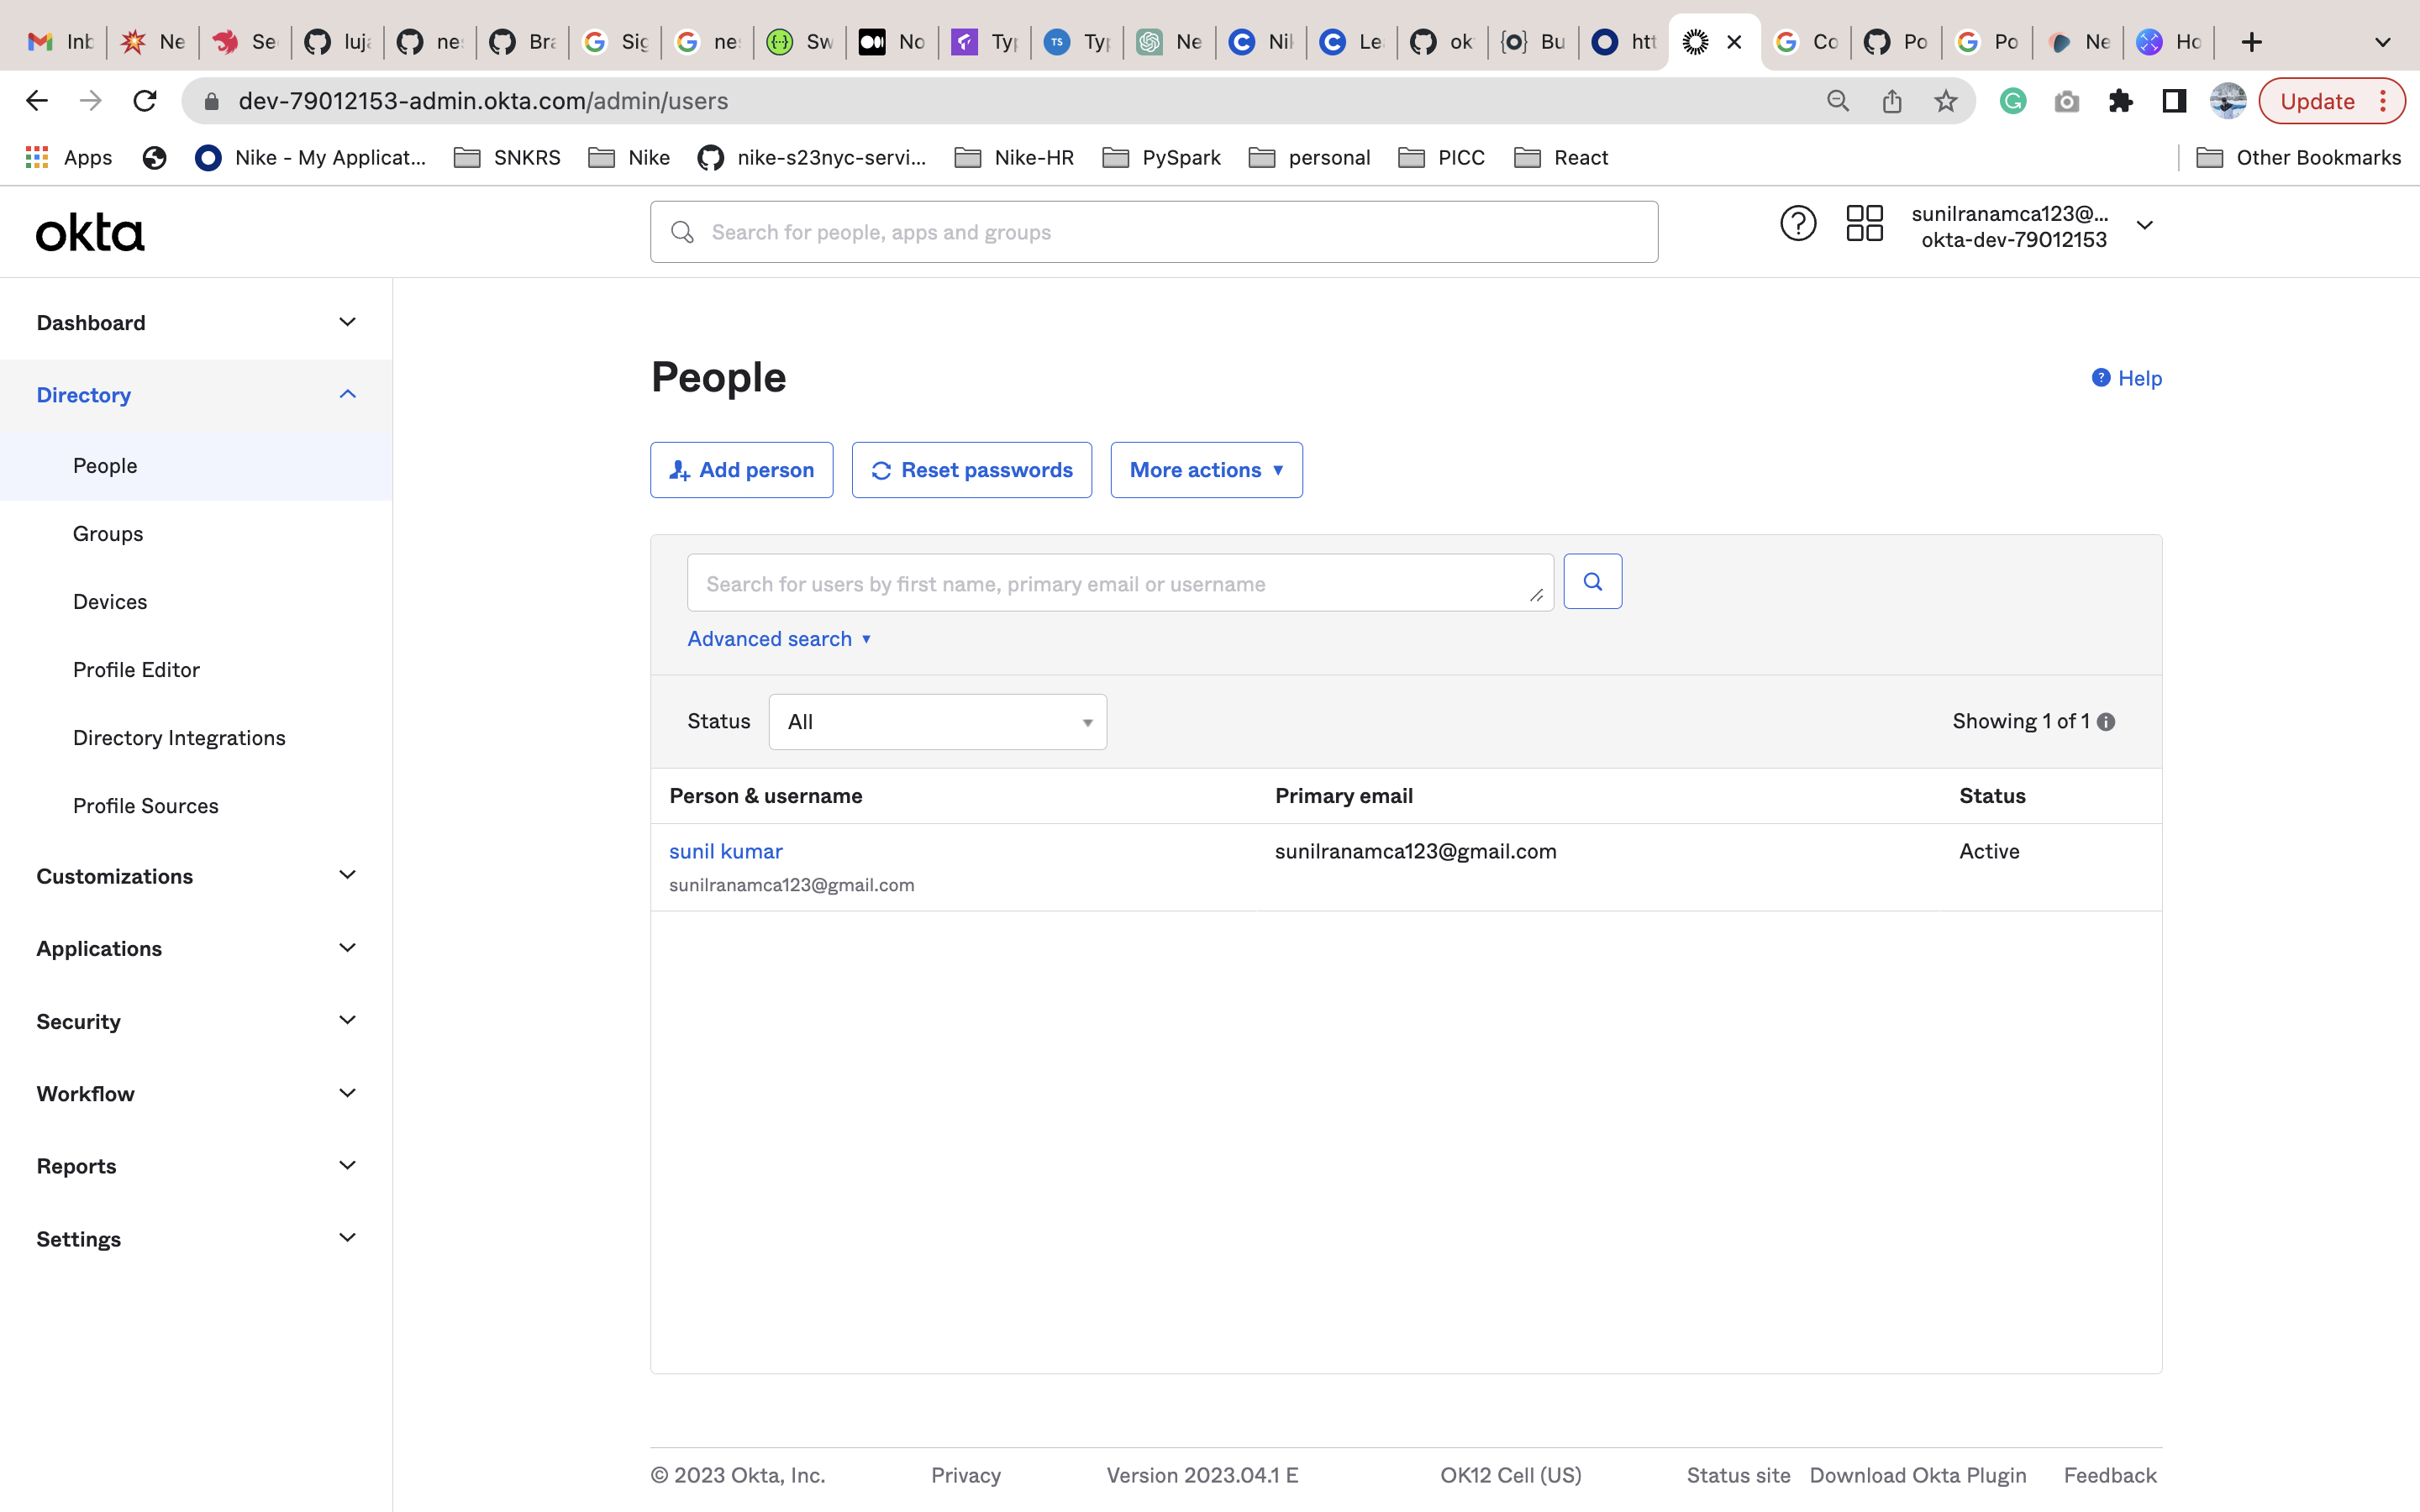 Inb
Ne
Se
luja
ne
Bra
Sig
ne
Sw
No
Typ
TS
Typ
Ne
Nil
Le
ok
Bu
htt
Co
Po
Po
Ne
Ho
dev-79012153-admin.okta.com/admin/users
Update
Apps
Nike - My Applicat...
SNKRS
Nike
nike-s23nyc-servi...
Nike-HR
PySpark
personal
PICC
React
Other Bookmarks
okta
Search for people, apps and groups
sunilranamca123@...
okta-dev-79012153
Dashboard
Directory
People
Groups
Devices
Profile Editor
Directory Integrations
Profile Sources
Customizations
Applications
Security
Workflow
Reports
Settings
People
Help
Add person
Reset passwords
More actions
Search for users by first name, primary email or username
Advanced search
Status
All
Showing 1 of 1
Person & username
Primary email
Status
sunil kumar
sunilranamca123@gmail.com
Active
sunilranamca123@gmail.com
© 2023 Okta, Inc.
Privacy
Version 2023.04.1 E
OK12 Cell (US)
Status site
Download Okta Plugin
Feedback